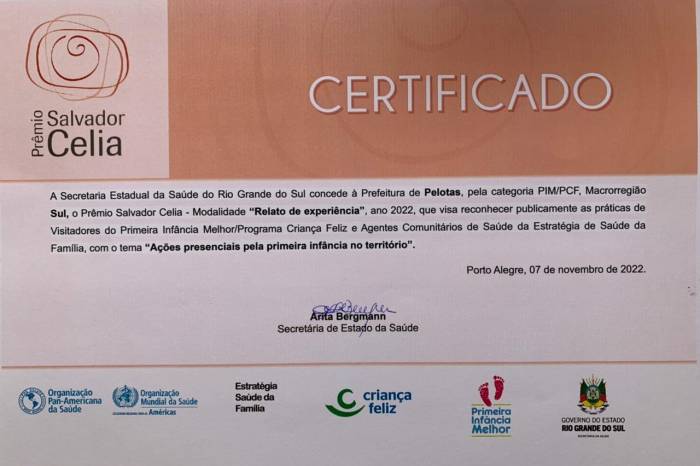 Prêmio
Salvador
Celia
CERTIFICADO
A Secretaria Estadual da Saúde do Rio Grande do Sul concede à Prefeitura de Pelotas, pela categoria PIM/PCF, Macrorregião
Sul, o Prêmio Salvador Celia - Modalidade “Relato de experiência”, ano 2022, que visa reconhecer publicamente as práticas de
Visitadores do Primeira Infância Melhor/Programa Criança Feliz e Agentes Comunitários de Saúde da Estratégia de Saúde da
Família, com o tema “Ações presenciais pela primeira infância no território”.
Porto Alegre, 07 de novembro de 2022.
Arita Bergmann
Secretária de Estado da Saúde
Organização
Pan-Americana
da Saúde
Organização
Mundial da Saúde
Américas
Estratégia
Saúde da
Família
criança
feliz
Primeira
Infância
Melhor
GOVERNO DO ESTADO
RIO GRANDE DO SUL
SECRETARIA DA SAÚDE